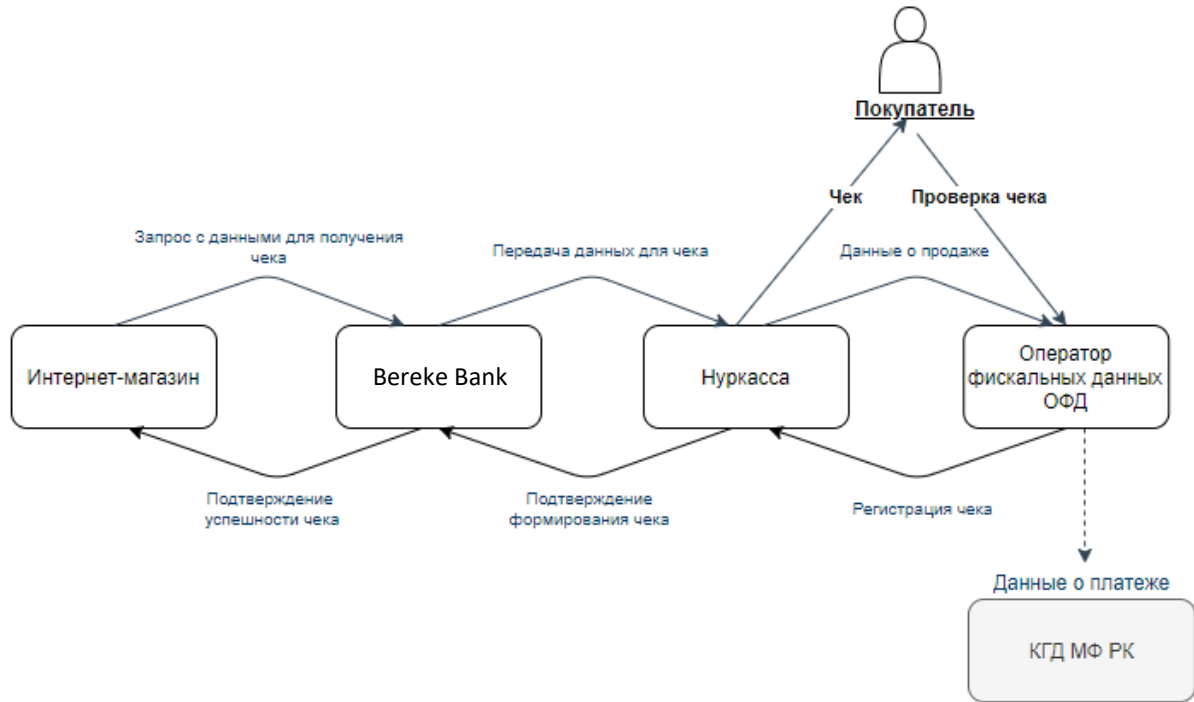 Покупатель
Чек
Проверка чека
Запрос с данными для получения
чека
Передача данных для чека
Данные о продаже
Интернет-магазин
Bereke Bank
Нуркасса
Оператор
фискальных данных
ОФД
Подтверждение
успешности чека
Подтверждение
формирования чека
Регистрация чека
Данные о платеже
КГД МФ РК